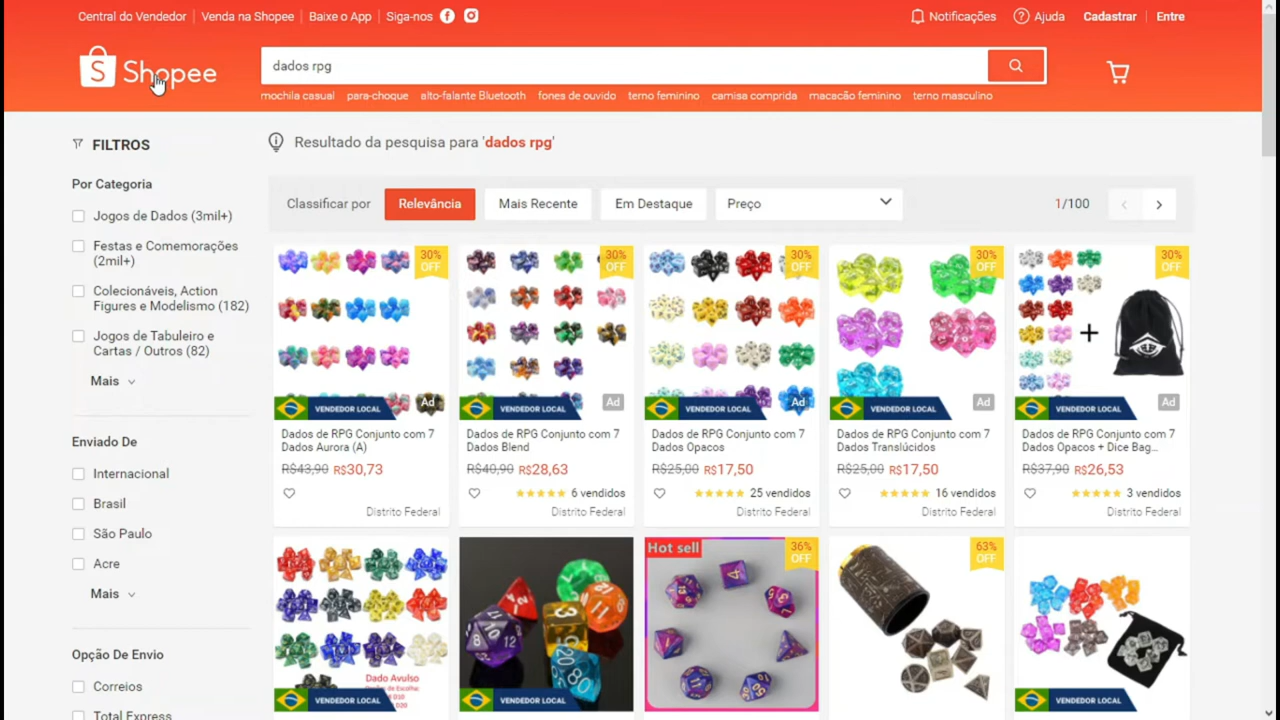 Central do Vendedor
Venda na Shopee
Baixe o App
Siga-nos
Notificações
Ajuda
Cadastrar
Entre
Shopee
dados rpg
mochila casual para-choque alto-falante Bluetooth fones de ouvido terno feminino camisa comprida macacão feminino terno masculino
FILTROS
Por Categoria
Jogos de Dados (3mil+)
Festas e Comemorações
(2mil+)
Colecionáveis, Action
Figures e Modelismo (182)
Jogos de Tabuleiro e
Cartas / Outros (82)
Mais
Enviado De
Internacional
Brasil
São Paulo
Acre
Mais
Opção De Envio
Correios
Total Express
Resultado da pesquisa para 'dados rpg'
Classificar por
Relevância
Mais Recente
Em Destaque
Preço
1/100
30%
OFF
VENDEDOR LOCAL
Ad
Dados de RPG Conjunto com 7
Dados Aurora (A)
R$43,90 R$30,73
Distrito Federal
30%
OFF
VENDEDOR LOCAL
Ad
Dados de RPG Conjunto com 7
Dados Blend
R$40,90 R$28,63
6 vendidos
Distrito Federal
30%
OFF
VENDEDOR LOCAL
Ad
Dados de RPG Conjunto com 7
Dados Opacos
R$25,00 R$17,50
25 vendidos
Distrito Federal
30%
OFF
VENDEDOR LOCAL
Ad
Dados de RPG Conjunto com 7
Dados Translúcidos
R$25,00 R$17,50
16 vendidos
Distrito Federal
30%
OFF
VENDEDOR LOCAL
Ad
Dados de RPG Conjunto com 7
Dados Opacos + Dice Bag...
R$37,90 R$26,53
3 vendidos
Distrito Federal
Dado Avulso
VENDEDOR LOCAL
VENDEDOR LOCAL
Hot sell
36%
OFF
63%
OFF
VENDEDOR LOCAL